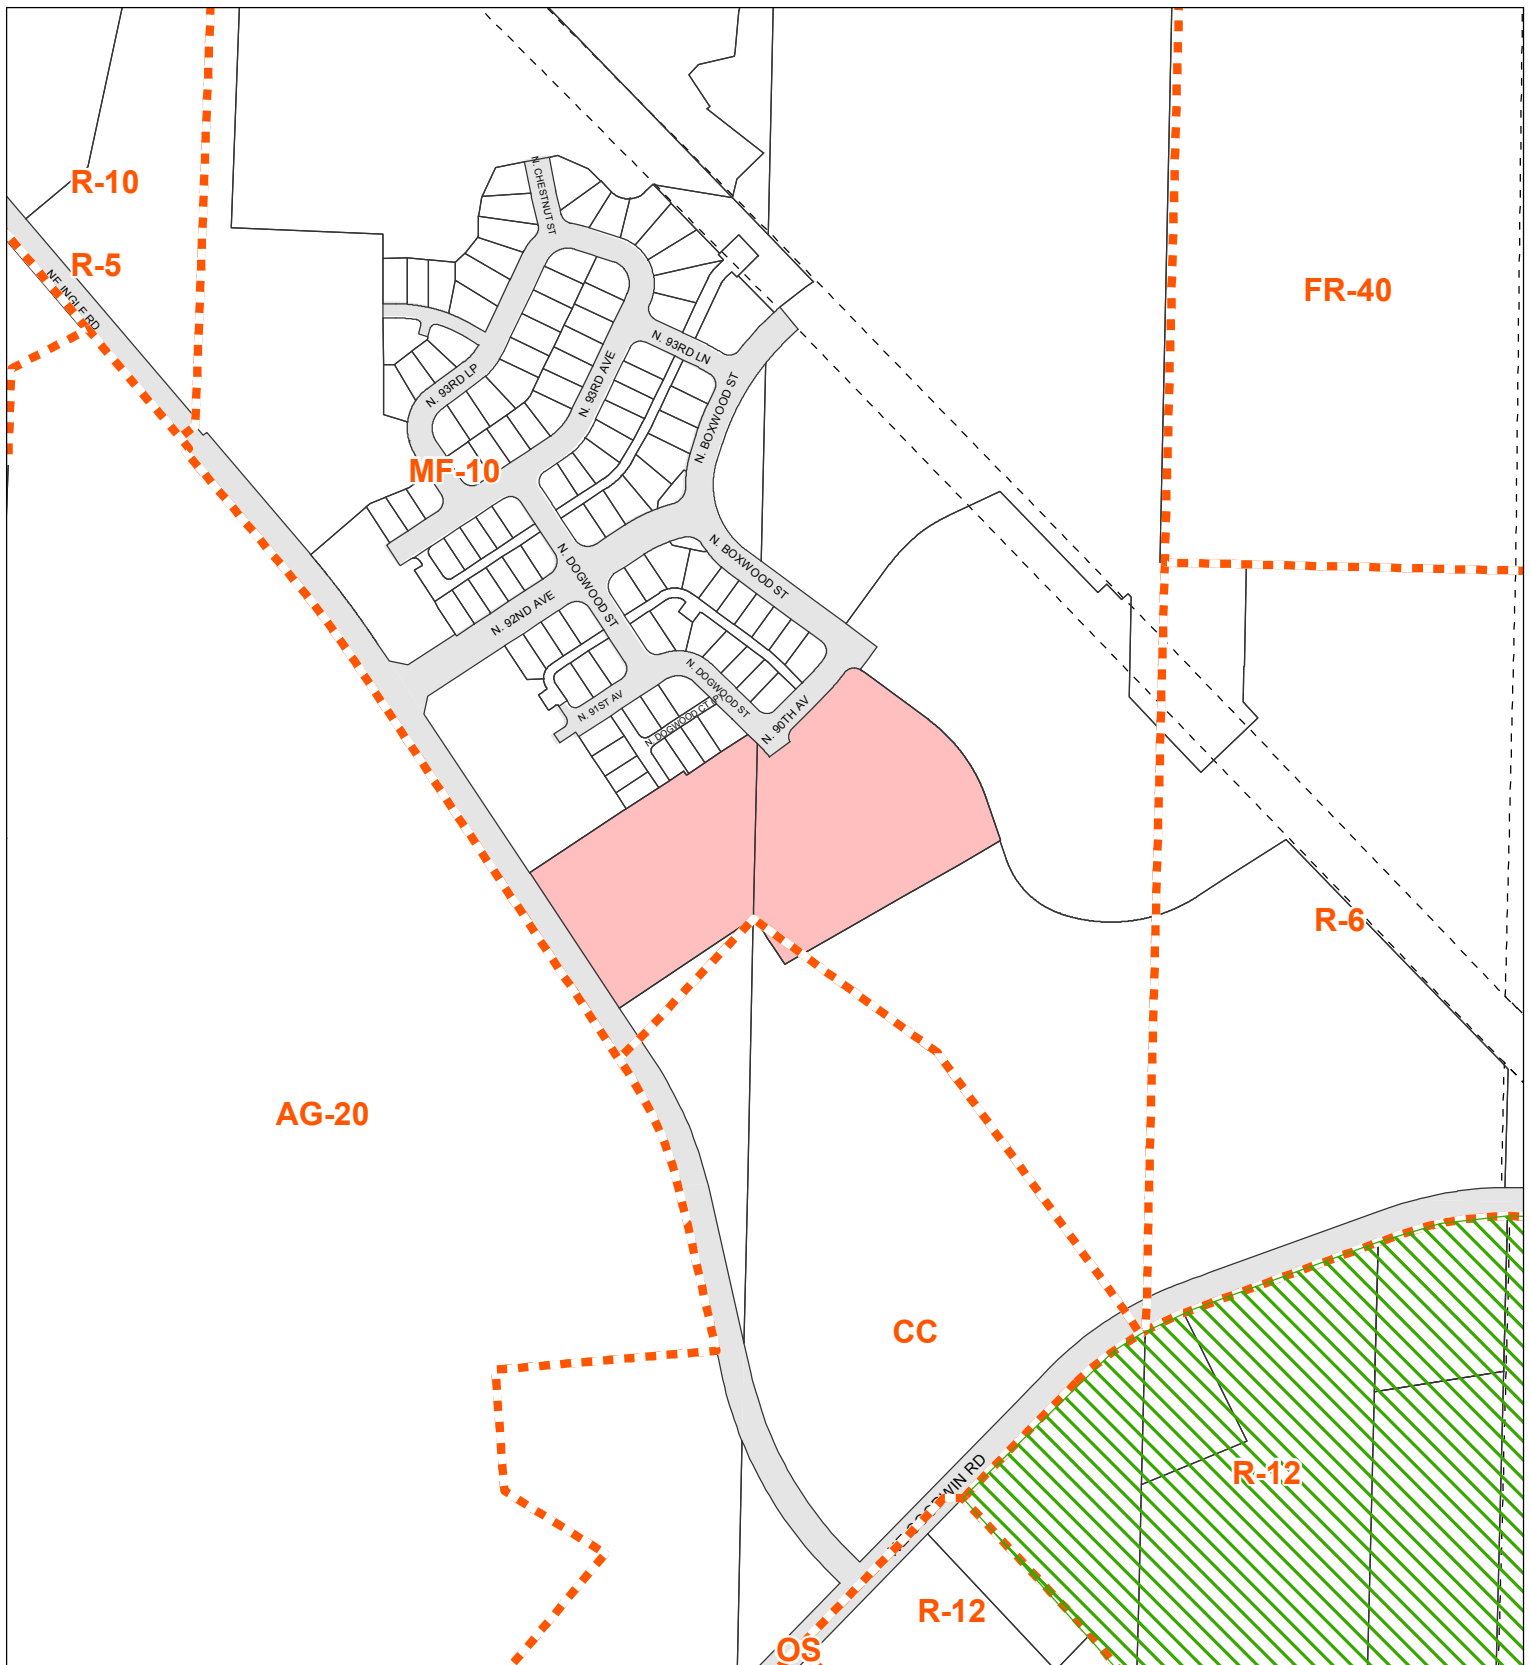 N. CHESTNUT ST
R-10
R-5
NE INGLE RD
FR-40
N. 93RD LN
N. 93RD LP
N. 93RD AVE
N. BOXWOOD ST
MF-10
N. BOXWOOD ST
N. DOGWOOD ST
N. 92ND AVE
N. DOGWOOD ST
N. 91ST AV
N. DOGWOOD CT
N. 90TH AV
R-6
AG-20
CC
RD
R-12
R-12
OS